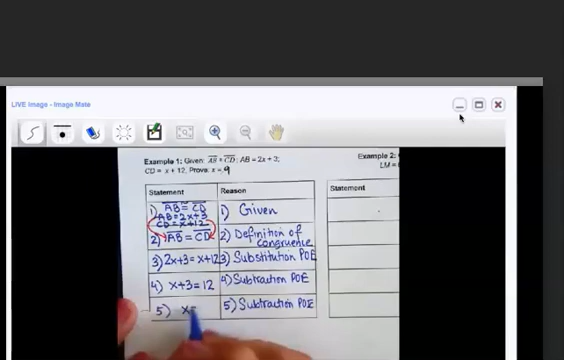 LIVE Image - Image Mate
Example 1: Given: AB ≅ CD; AB = 2x + 3;
CD = x + 12, Prove: x = 9
Statement Reason
1) AB ≅ CD
AB = 2x+3
CD = x+12
1) Given
2) AB = CD
2) Definition of
congruence
3) 2x+3 = x+12
3) Substitution POE
4) x+3 = 12
4) Subtraction POE
5) x=
5) Subtraction POE
Example 2:
Statement